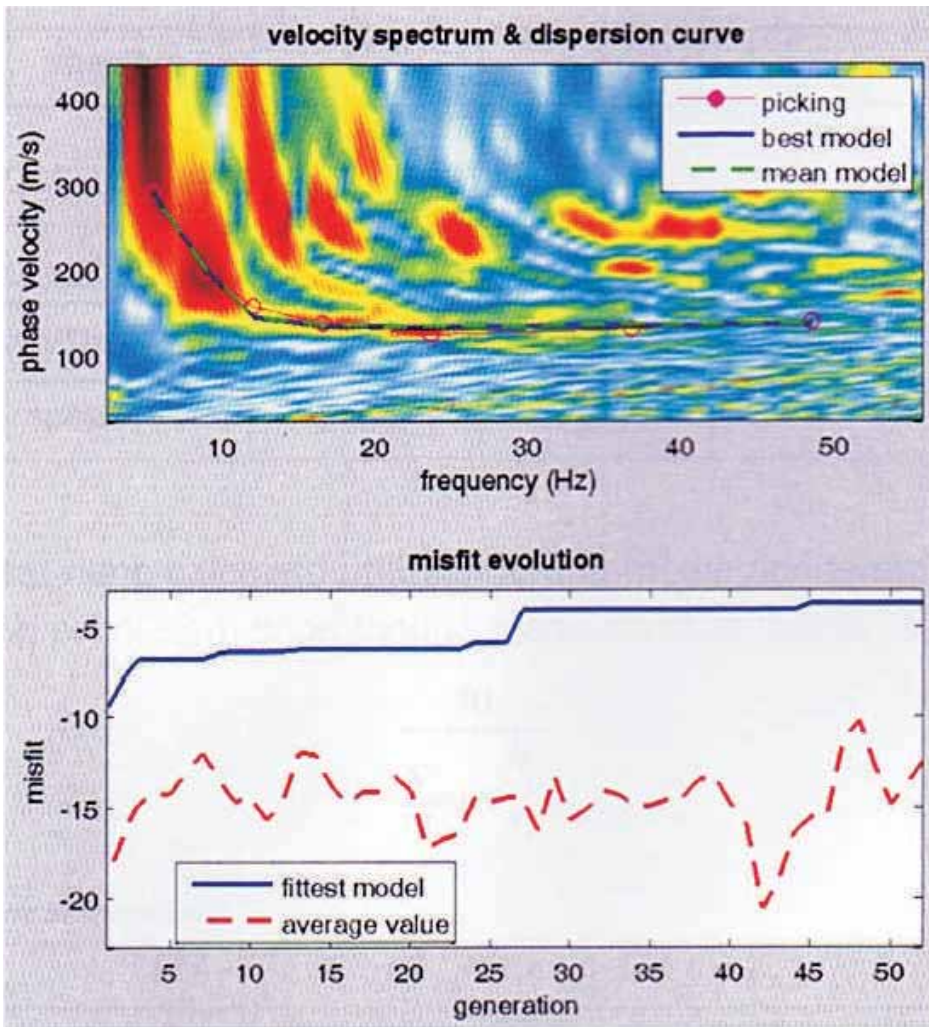 velocity spectrum & dispersion curve
phase velocity (m/s)
400
300
200
100
picking
best model
mean model
10 20 30 40 50
frequency (Hz)
misfit evolution
misfit
-5
-10
-15
-20
fittest model
average value
5 10 15 20 25 30 35 40 45 50
generation